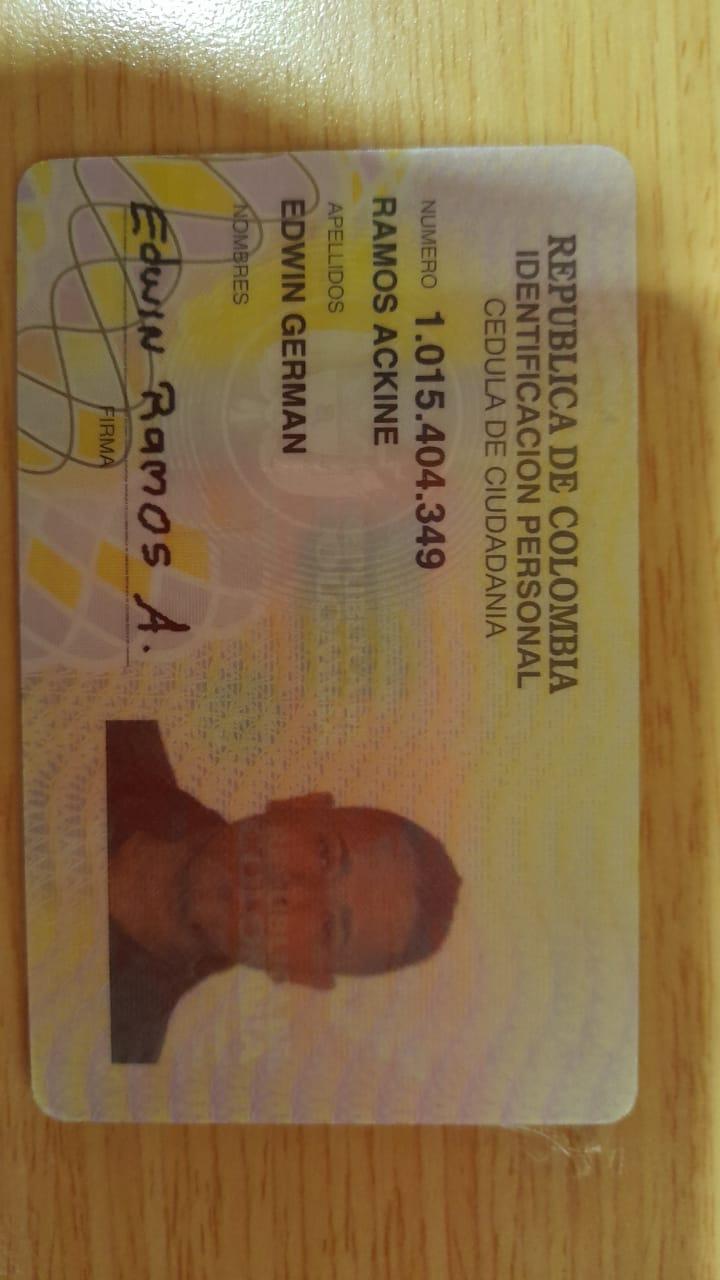 REPUBLICA DE COLOMBIA
IDENTIFICACION PERSONAL
CEDULA DE CIUDADANIA
NUMERO 1.015.404.349
RAMOS ACKINE
APELLIDOS
EDWIN GERMAN
NOMBRES
Edwin Ramos A.
FIRMA